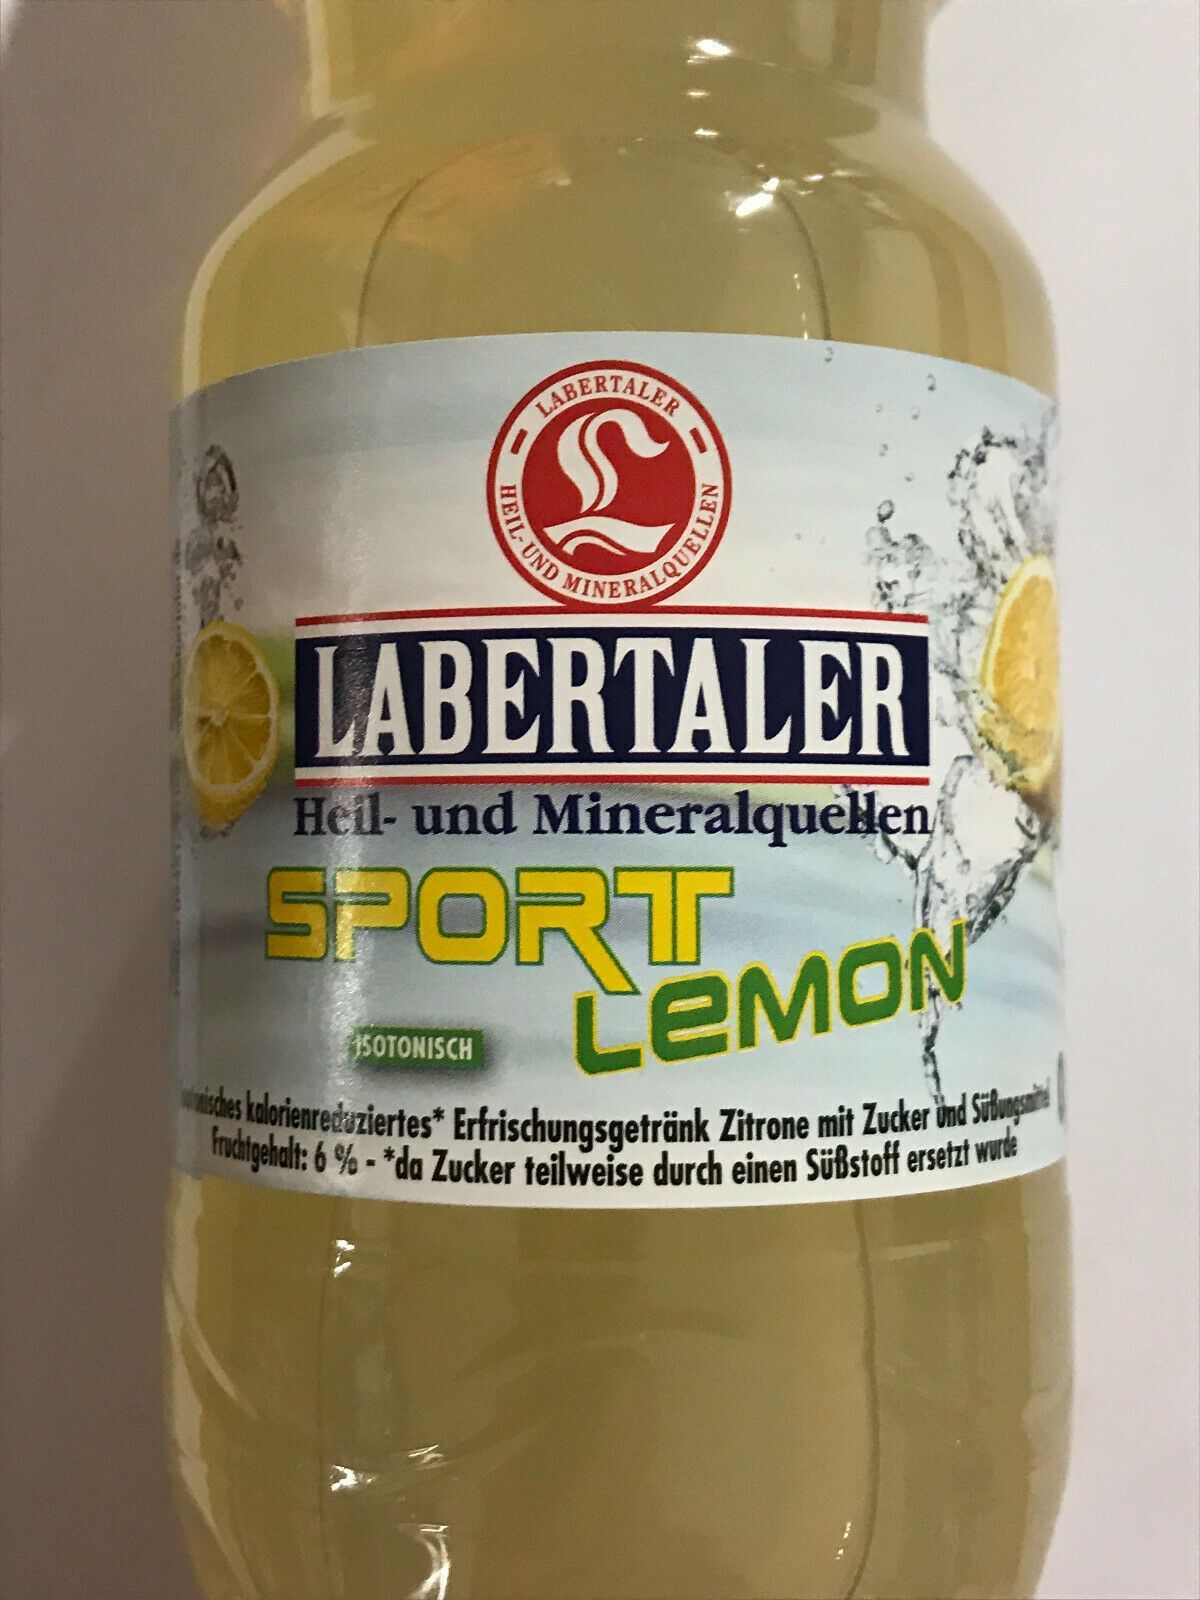 LABERTALER
HEIL- UND MINERALQUELLEN
LABERTALER
Heil- und Mineralquellen
SPORT
LEMON
ISOTONISCH
kalorienreduziertes* Erfrischungsgetränk Zitrone mit Zucker und Süßungsmittel
Fruchtgehalt: 6 % - *da Zucker teilweise durch einen Süßstoff ersetzt wurde